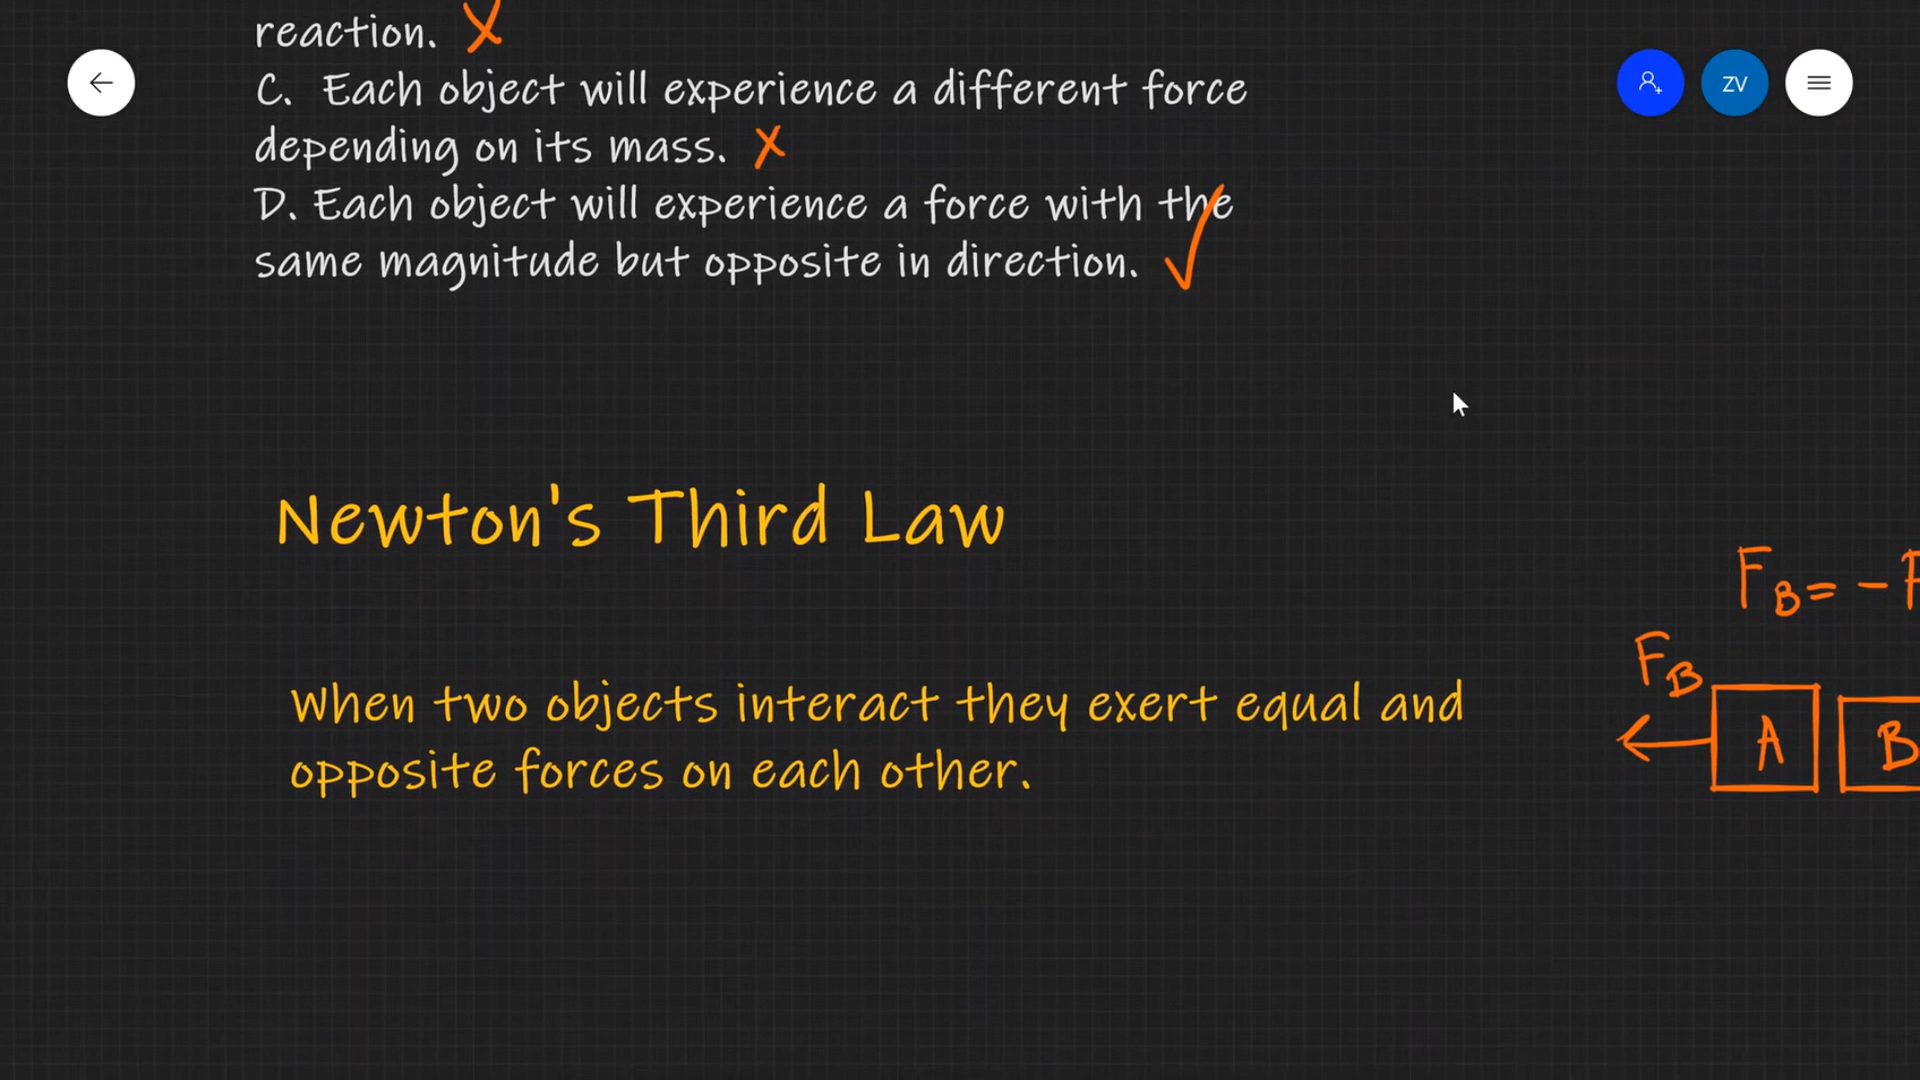 reaction. X
C. Each object will experience a different force
depending on its mass. X
D. Each object will experience a force with the
same magnitude but opposite in direction. ✓
ZV
Newton's Third Law
F_B = -
F_B
When two objects interact they exert equal and
opposite forces on each other.
A B